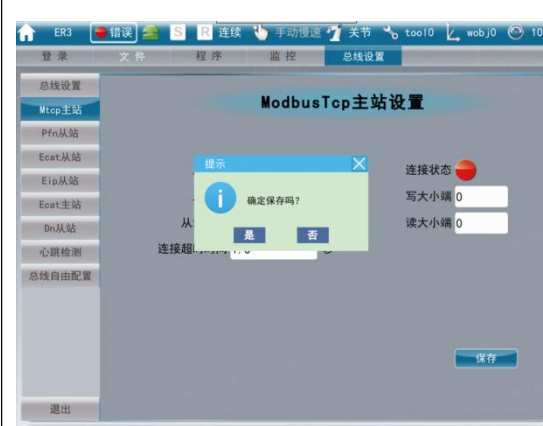 ER3 错误 S R 连续 手动慢速 关节 tool0 wobj0 10
登录 文件 程序 监控 总线设置
总线设置
Mtcp主站
Pfn从站
Ecat从站
Eip从站
Ecat主站
Dn从站
心跳检测
总线自由配置
退出
ModbusTcp主站设置
提示
确定保存吗?
是 否
连接状态
写大小端 0
读大小端 0
从
连接超时时间
保存